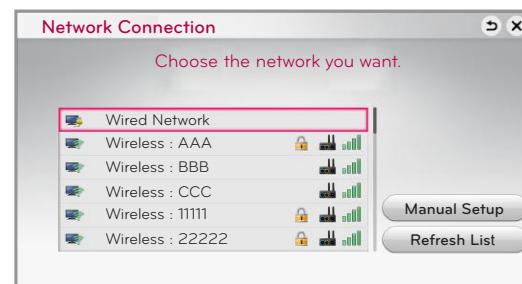 Network Connection
Choose the network you want.
Wired Network
Wireless : AAA
Wireless : BBB
Wireless : CCC
Wireless : 11111
Wireless : 22222
Manual Setup
Refresh List